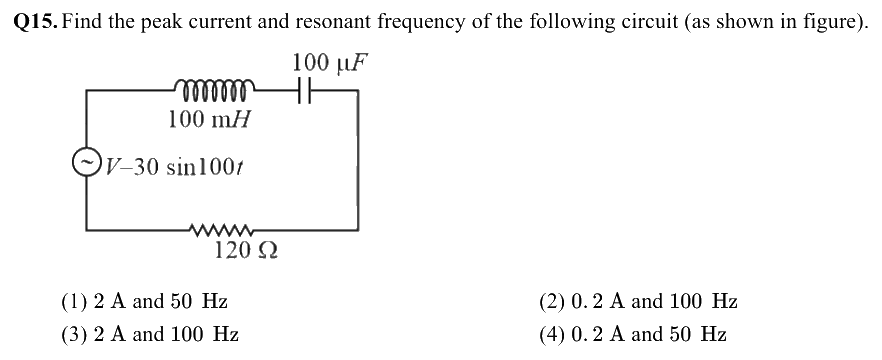 Q15. Find the peak current and resonant frequency of the following circuit (as shown in figure).
100 μF
100 mH
V–30 sin100t
120 Ω
(1) 2 A and 50 Hz
(2) 0. 2 A and 100 Hz
(3) 2 A and 100 Hz
(4) 0. 2 A and 50 Hz